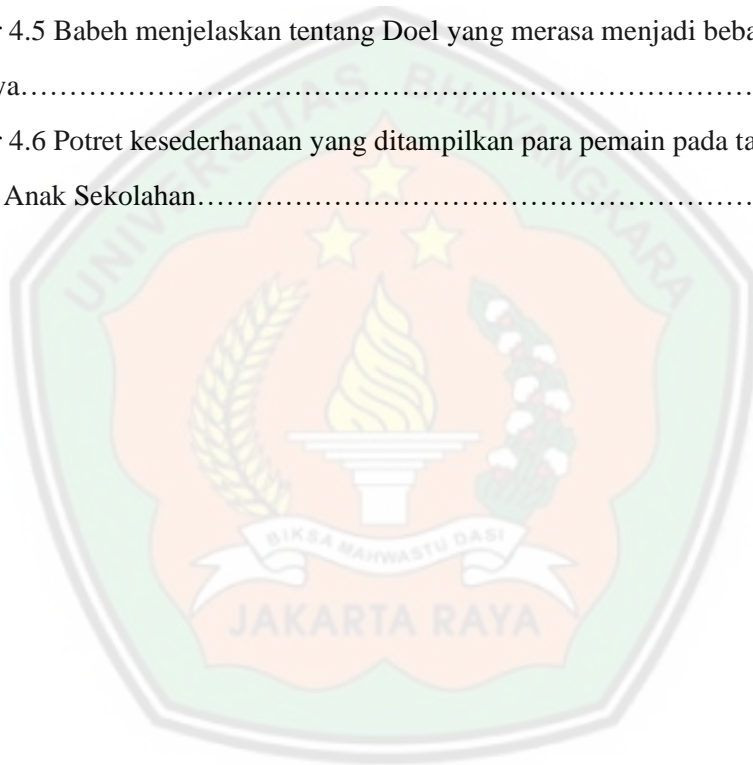 r 4.5 Babeh menjelaskan tentang Doel yang merasa menjadi beba
ya……………………………………………………………………
r 4.6 Potret kesederhanaan yang ditampilkan para pemain pada ta
Anak Sekolahan……………………………………………………
UNIVERSITAS BHAYANGKARA
BIKSA MAHWASTU DASI
JAKARTA RAYA